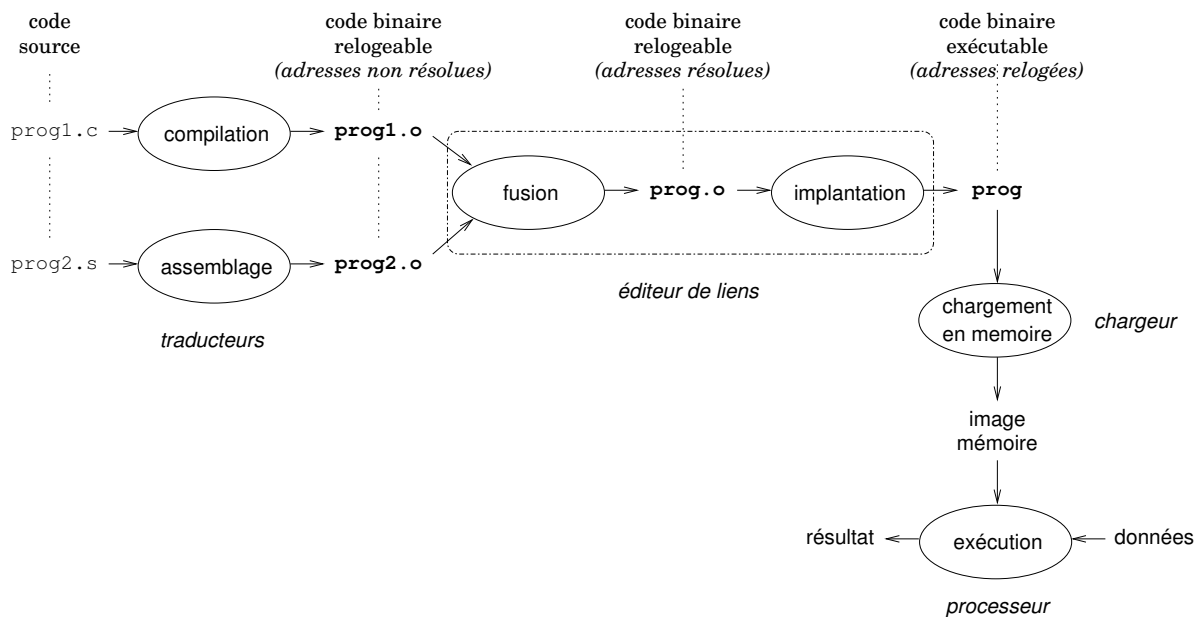 code
source
code binaire
relogeable
(adresses non résolues)
code binaire
relogeable
(adresses résolues)
code binaire
exécutable
(adresses relogées)
prog1.c
compilation
prog1.o
fusion
prog.o
implantation
prog
prog2.s
assemblage
prog2.o
éditeur de liens
traducteurs
chargement
en memoire
chargeur
image
mémoire
résultat
exécution
données
processeur